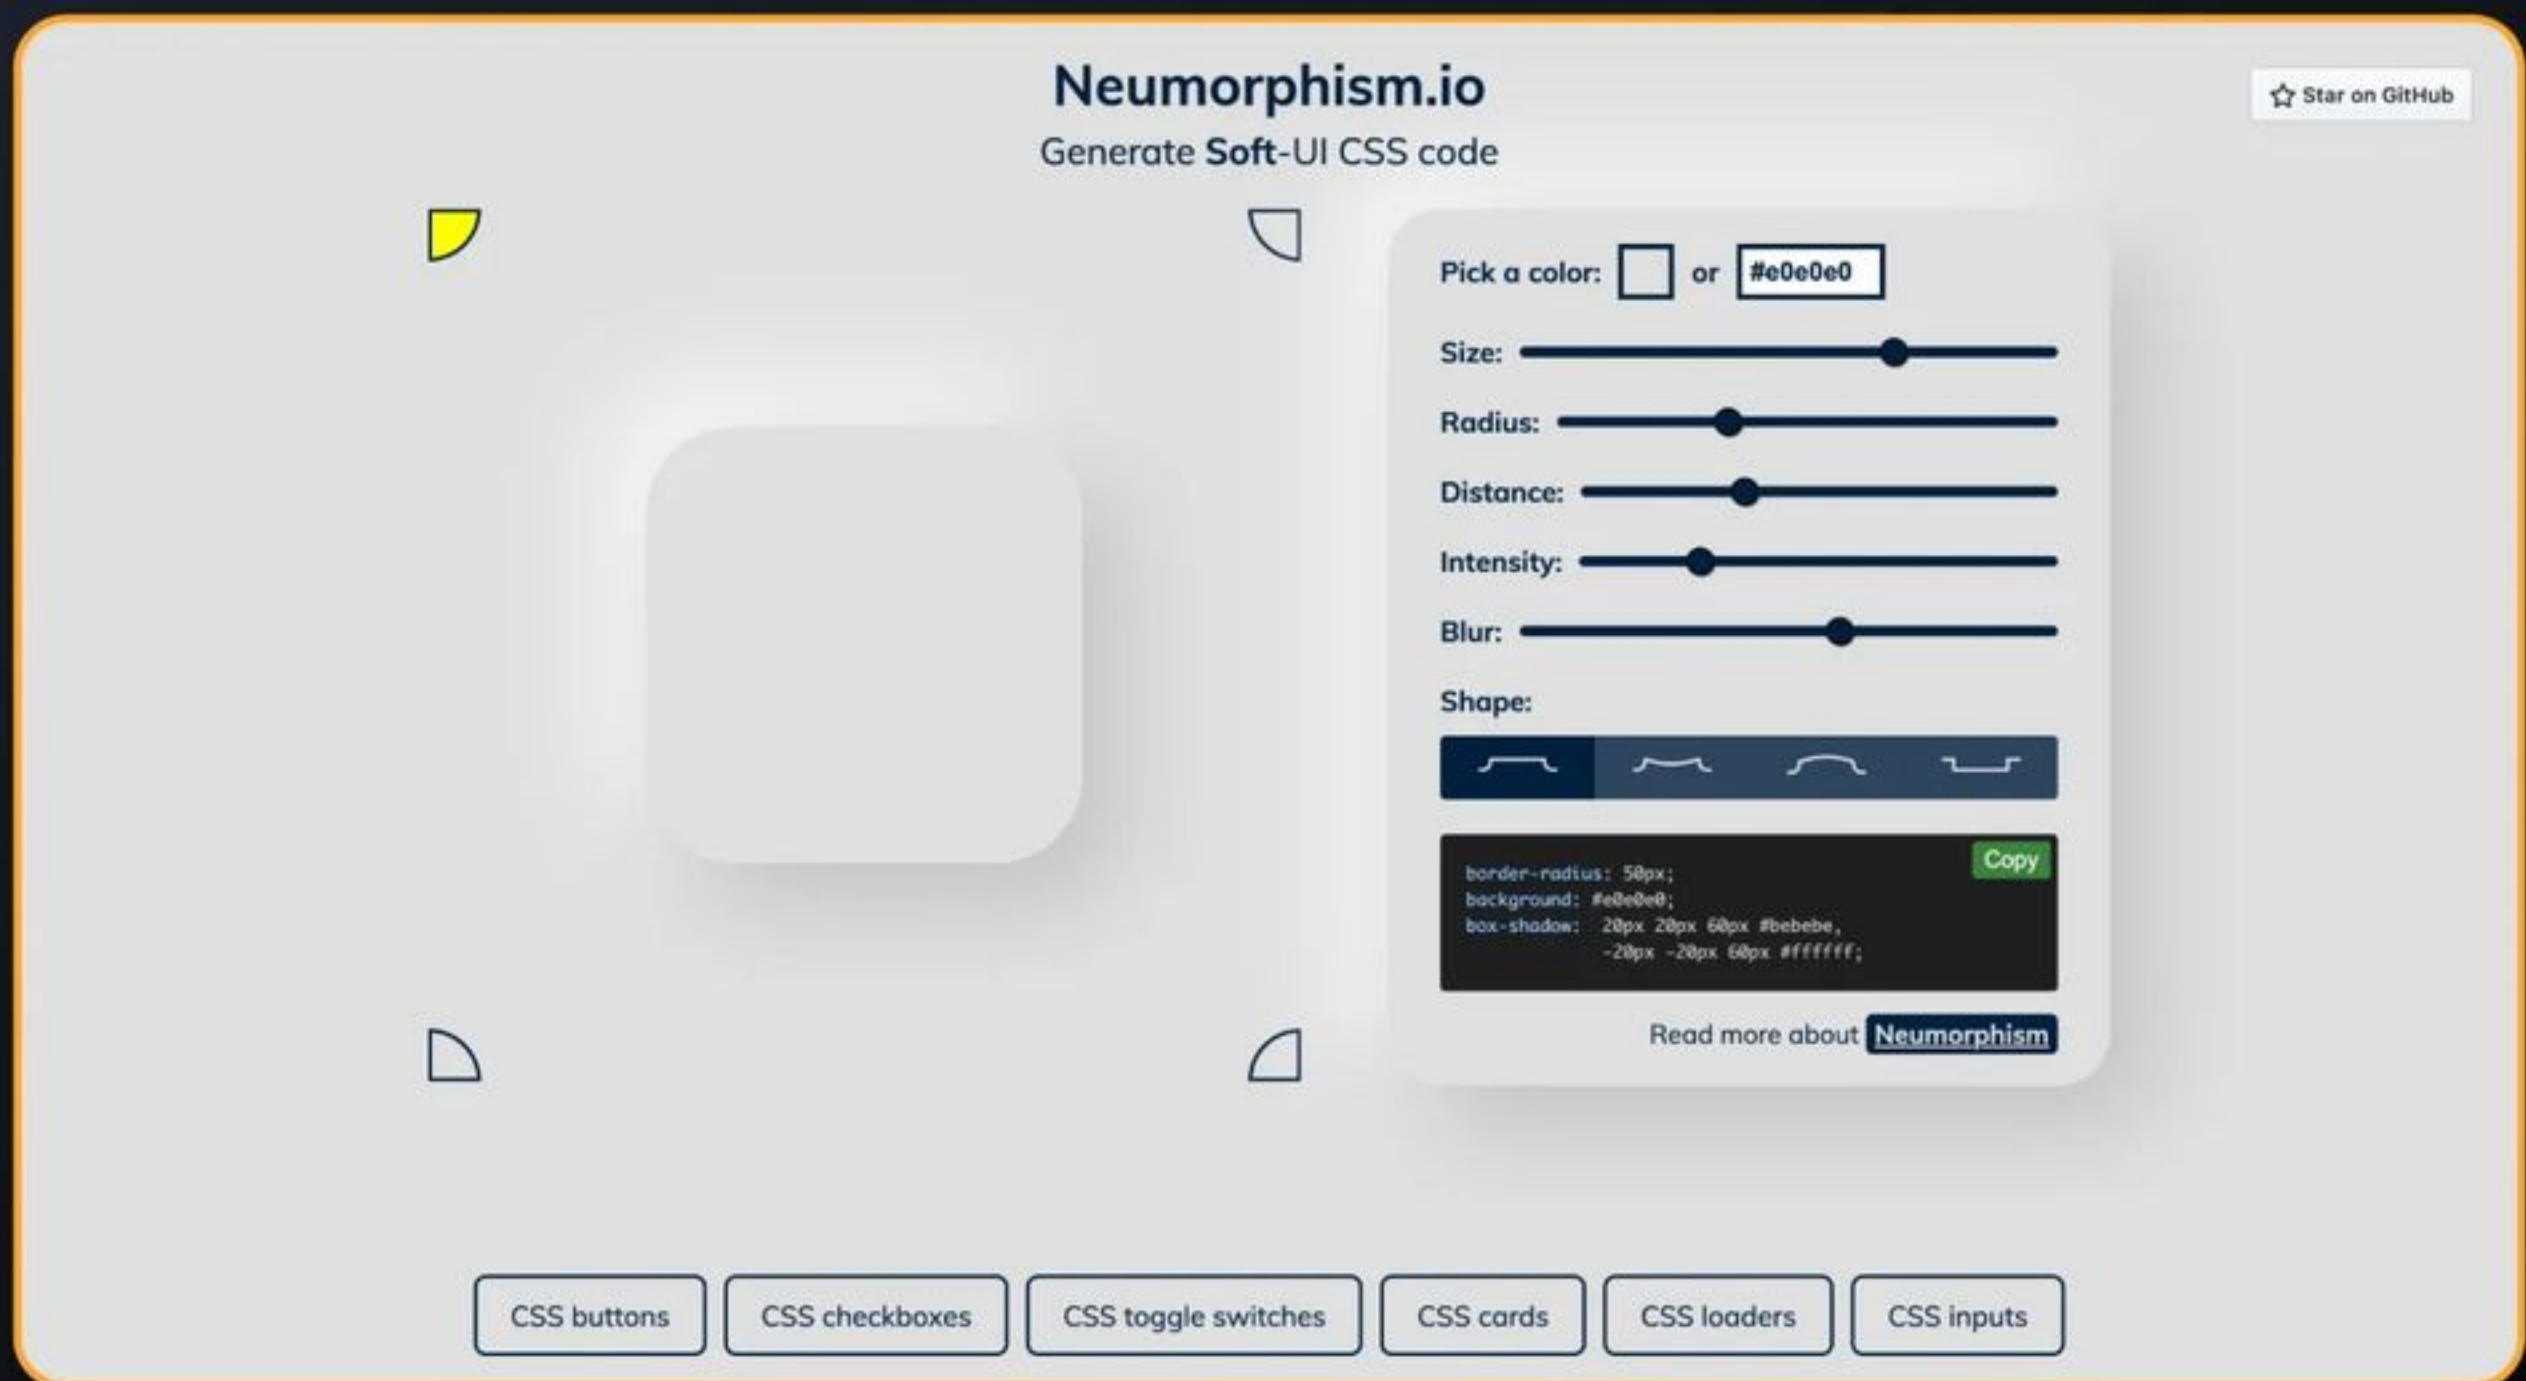 Neumorphism.io
Generate Soft-UI CSS code
Star on GitHub
Pick a color: or #e0e0e0
Size:
Radius:
Distance:
Intensity:
Blur:
Shape:
Copy
border-radius: 50px;
background: #e0e0e0;
box-shadow: 20px 20px 60px #bebebe,
-20px -20px 60px #ffffff;
Read more about Neumorphism
CSS buttons
CSS checkboxes
CSS toggle switches
CSS cards
CSS loaders
CSS inputs